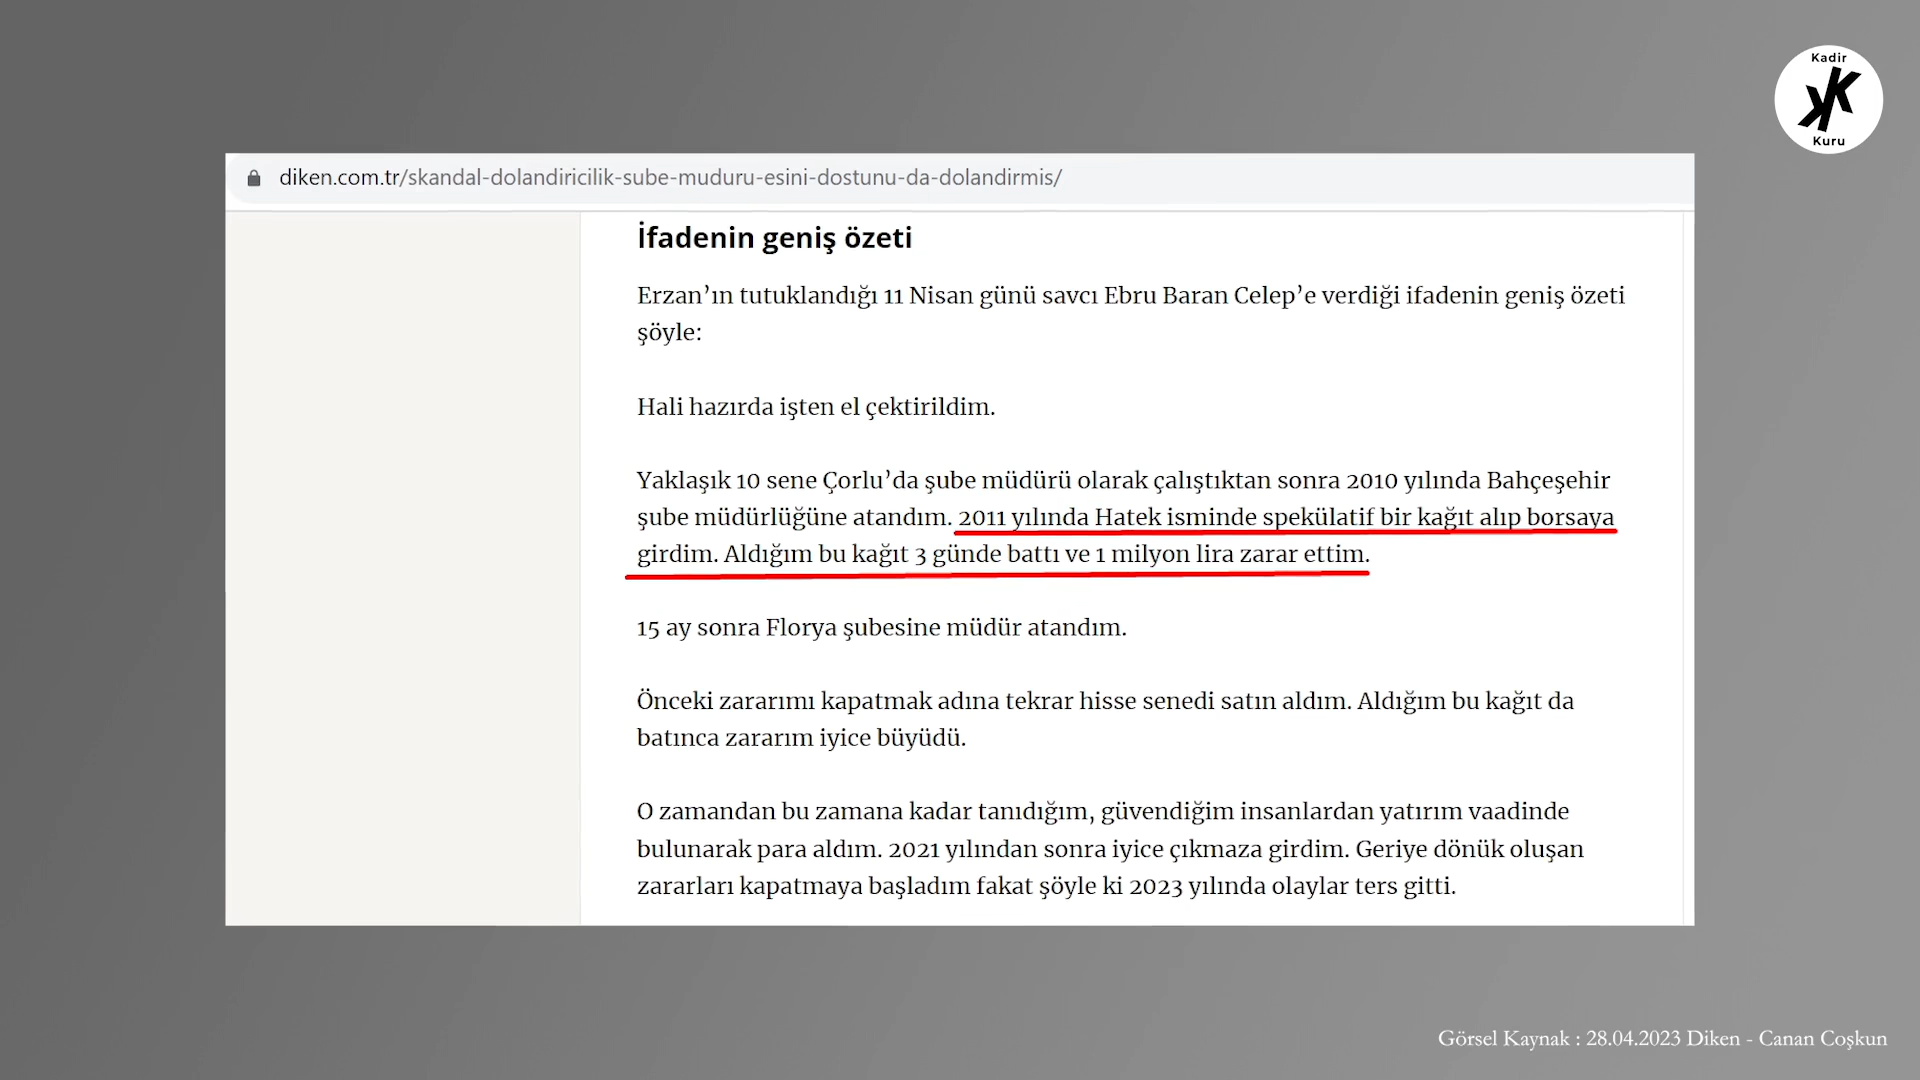 Kadir
KK
Kuru
diken.com.tr/skandal-dolandiricilik-sube-muduru-esini-dostunu-da-dolandirmis/
İfadenin geniş özeti
Erzan’ın tutuklandığı 11 Nisan günü savcı Ebru Baran Celep’e verdiği ifadenin geniş özeti
şöyle:
Hali hazırda işten el çektirildim.
Yaklaşık 10 sene Çorlu’da şube müdürü olarak çalıştıktan sonra 2010 yılında Bahçeşehir
şube müdürlüğüne atandım. 2011 yılında Hatek isminde spekülatif bir kağıt alıp borsaya
girdim. Aldığım bu kağıt 3 günde battı ve 1 milyon lira zarar ettim.
15 ay sonra Florya şubesine müdür atandım.
Önceki zararımı kapatmak adına tekrar hisse senedi satın aldım. Aldığım bu kağıt da
batınca zararım iyice büyüdü.
O zamandan bu zamana kadar tanıdığım, güvendiğim insanlardan yatırım vaadinde
bulunarak para aldım. 2021 yılından sonra iyice çıkmaza girdim. Geriye dönük oluşan
zararları kapatmaya başladım fakat şöyle ki 2023 yılında olaylar ters gitti.
Görsel Kaynak : 28.04.2023 Diken - Canan Coşkun